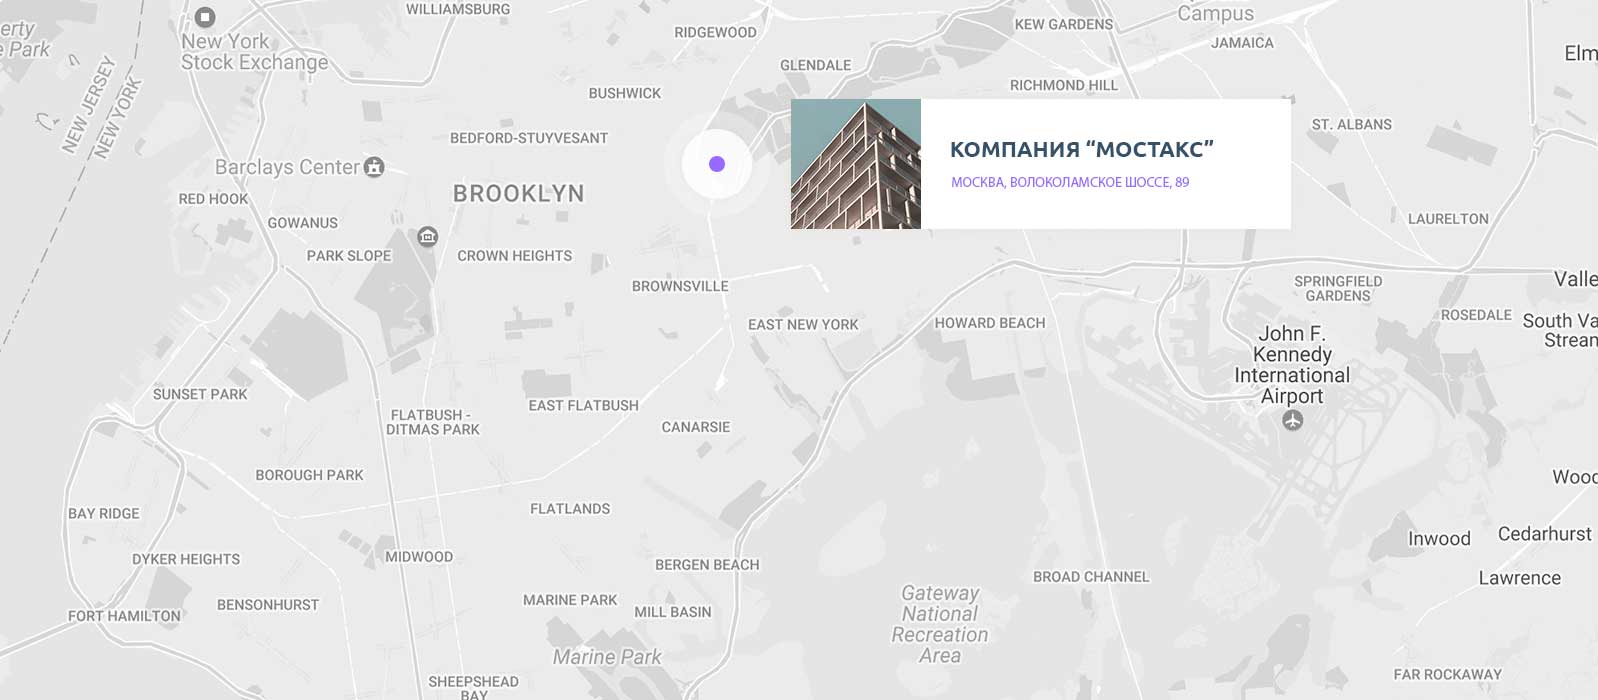 WILLIAMSBURG
Campus
KEW GARDENS
RIDGEWOOD
erty
e Park
New York
Stock Exchange
JAMAICA
Elm
GLENDALE
RICHMOND HILL
BUSHWICK
NEW JERSEY
NEW YORK
ST. ALBANS
BEDFORD-STUYVESANT
КОМПАНИЯ “МОСТАКС”
МОСКВА, ВОЛОКОЛАМСКОЕ ШОССЕ, 89
Barclays Center
BROOKLYN
RED HOOK
GOWANUS
LAURELTON
PARK SLOPE
CROWN HEIGHTS
BROWNSVILLE
SPRINGFIELD
GARDENS
Valle
ROSEDALE
South Va
Strean
EAST NEW YORK
HOWARD BEACH
John F.
Kennedy
International
Airport
SUNSET PARK
EAST FLATBUSH
FLATBUSH -
DITMAS PARK
CANARSIE
BOROUGH PARK
Wood
BAY RIDGE
FLATLANDS
Inwood
Cedarhurst
DYKER HEIGHTS
MIDWOOD
BERGEN BEACH
BROAD CHANNEL
Lawrence
BENSONHURST
MARINE PARK
MILL BASIN
FORT HAMILTON
Gateway
National
Recreation
Area
Marine Park
FAR ROCKAWAY
SHEEPSHEAD
BAY